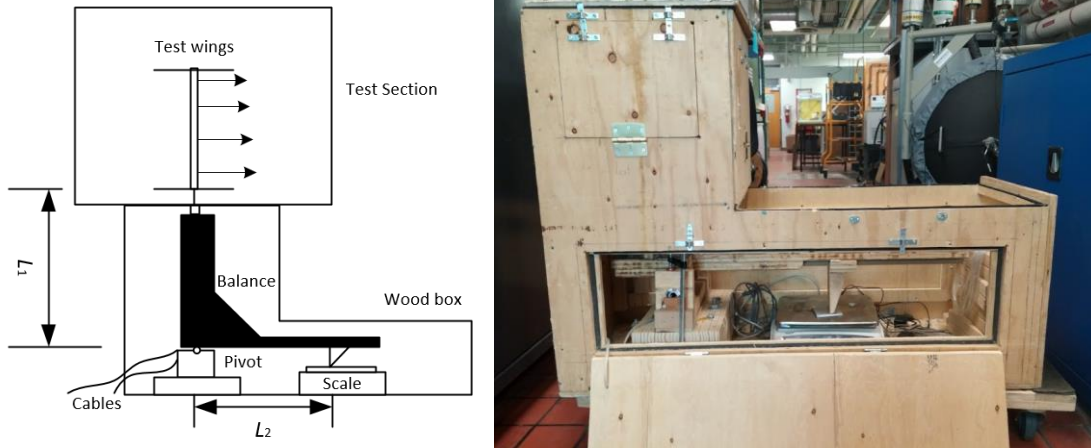 Test wings
Test Section
L₁
Balance
Wood box
Pivot
Scale
Cables
L₂